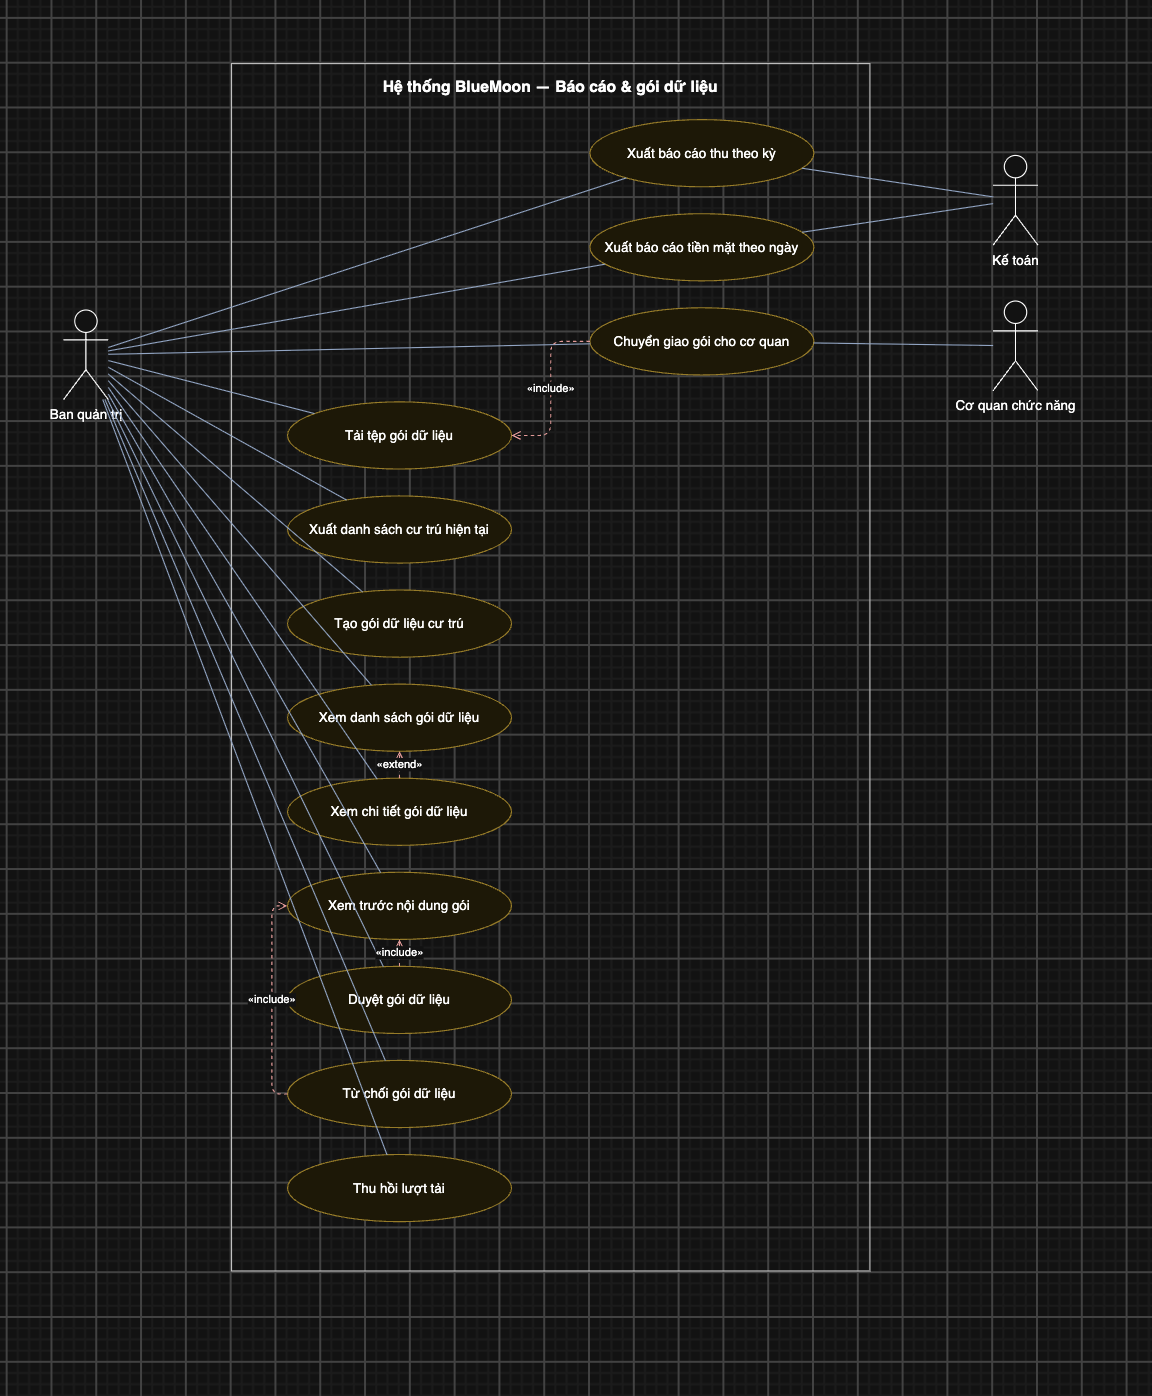 Hệ thống BlueMoon — Báo cáo & gói dữ liệu
Xuất báo cáo thu theo kỳ
Xuất báo cáo tiền mặt theo ngày
Kế toán
Chuyển giao gói cho cơ quan
«include»
Cơ quan chức năng
Ban quản trị
Tải tệp gói dữ liệu
Xuất danh sách cư trú hiện tại
Tạo gói dữ liệu cư trú
Xem danh sách gói dữ liệu
«extend»
Xem chi tiết gói dữ liệu
Xem trước nội dung gói
«include»
«include»
Duyệt gói dữ liệu
Từ chối gói dữ liệu
Thu hồi lượt tải